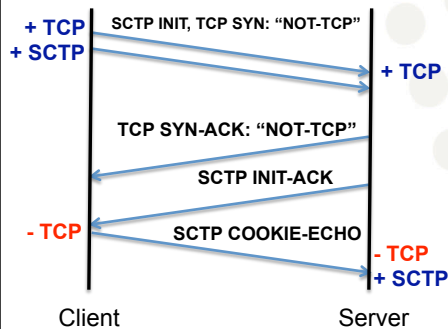 SCTP INIT, TCP SYN: “NOT-TCP”
+ TCP
+ SCTP
+ TCP
TCP SYN-ACK: “NOT-TCP”
SCTP INIT-ACK
- TCP
SCTP COOKIE-ECHO
- TCP
+ SCTP
Client
Server